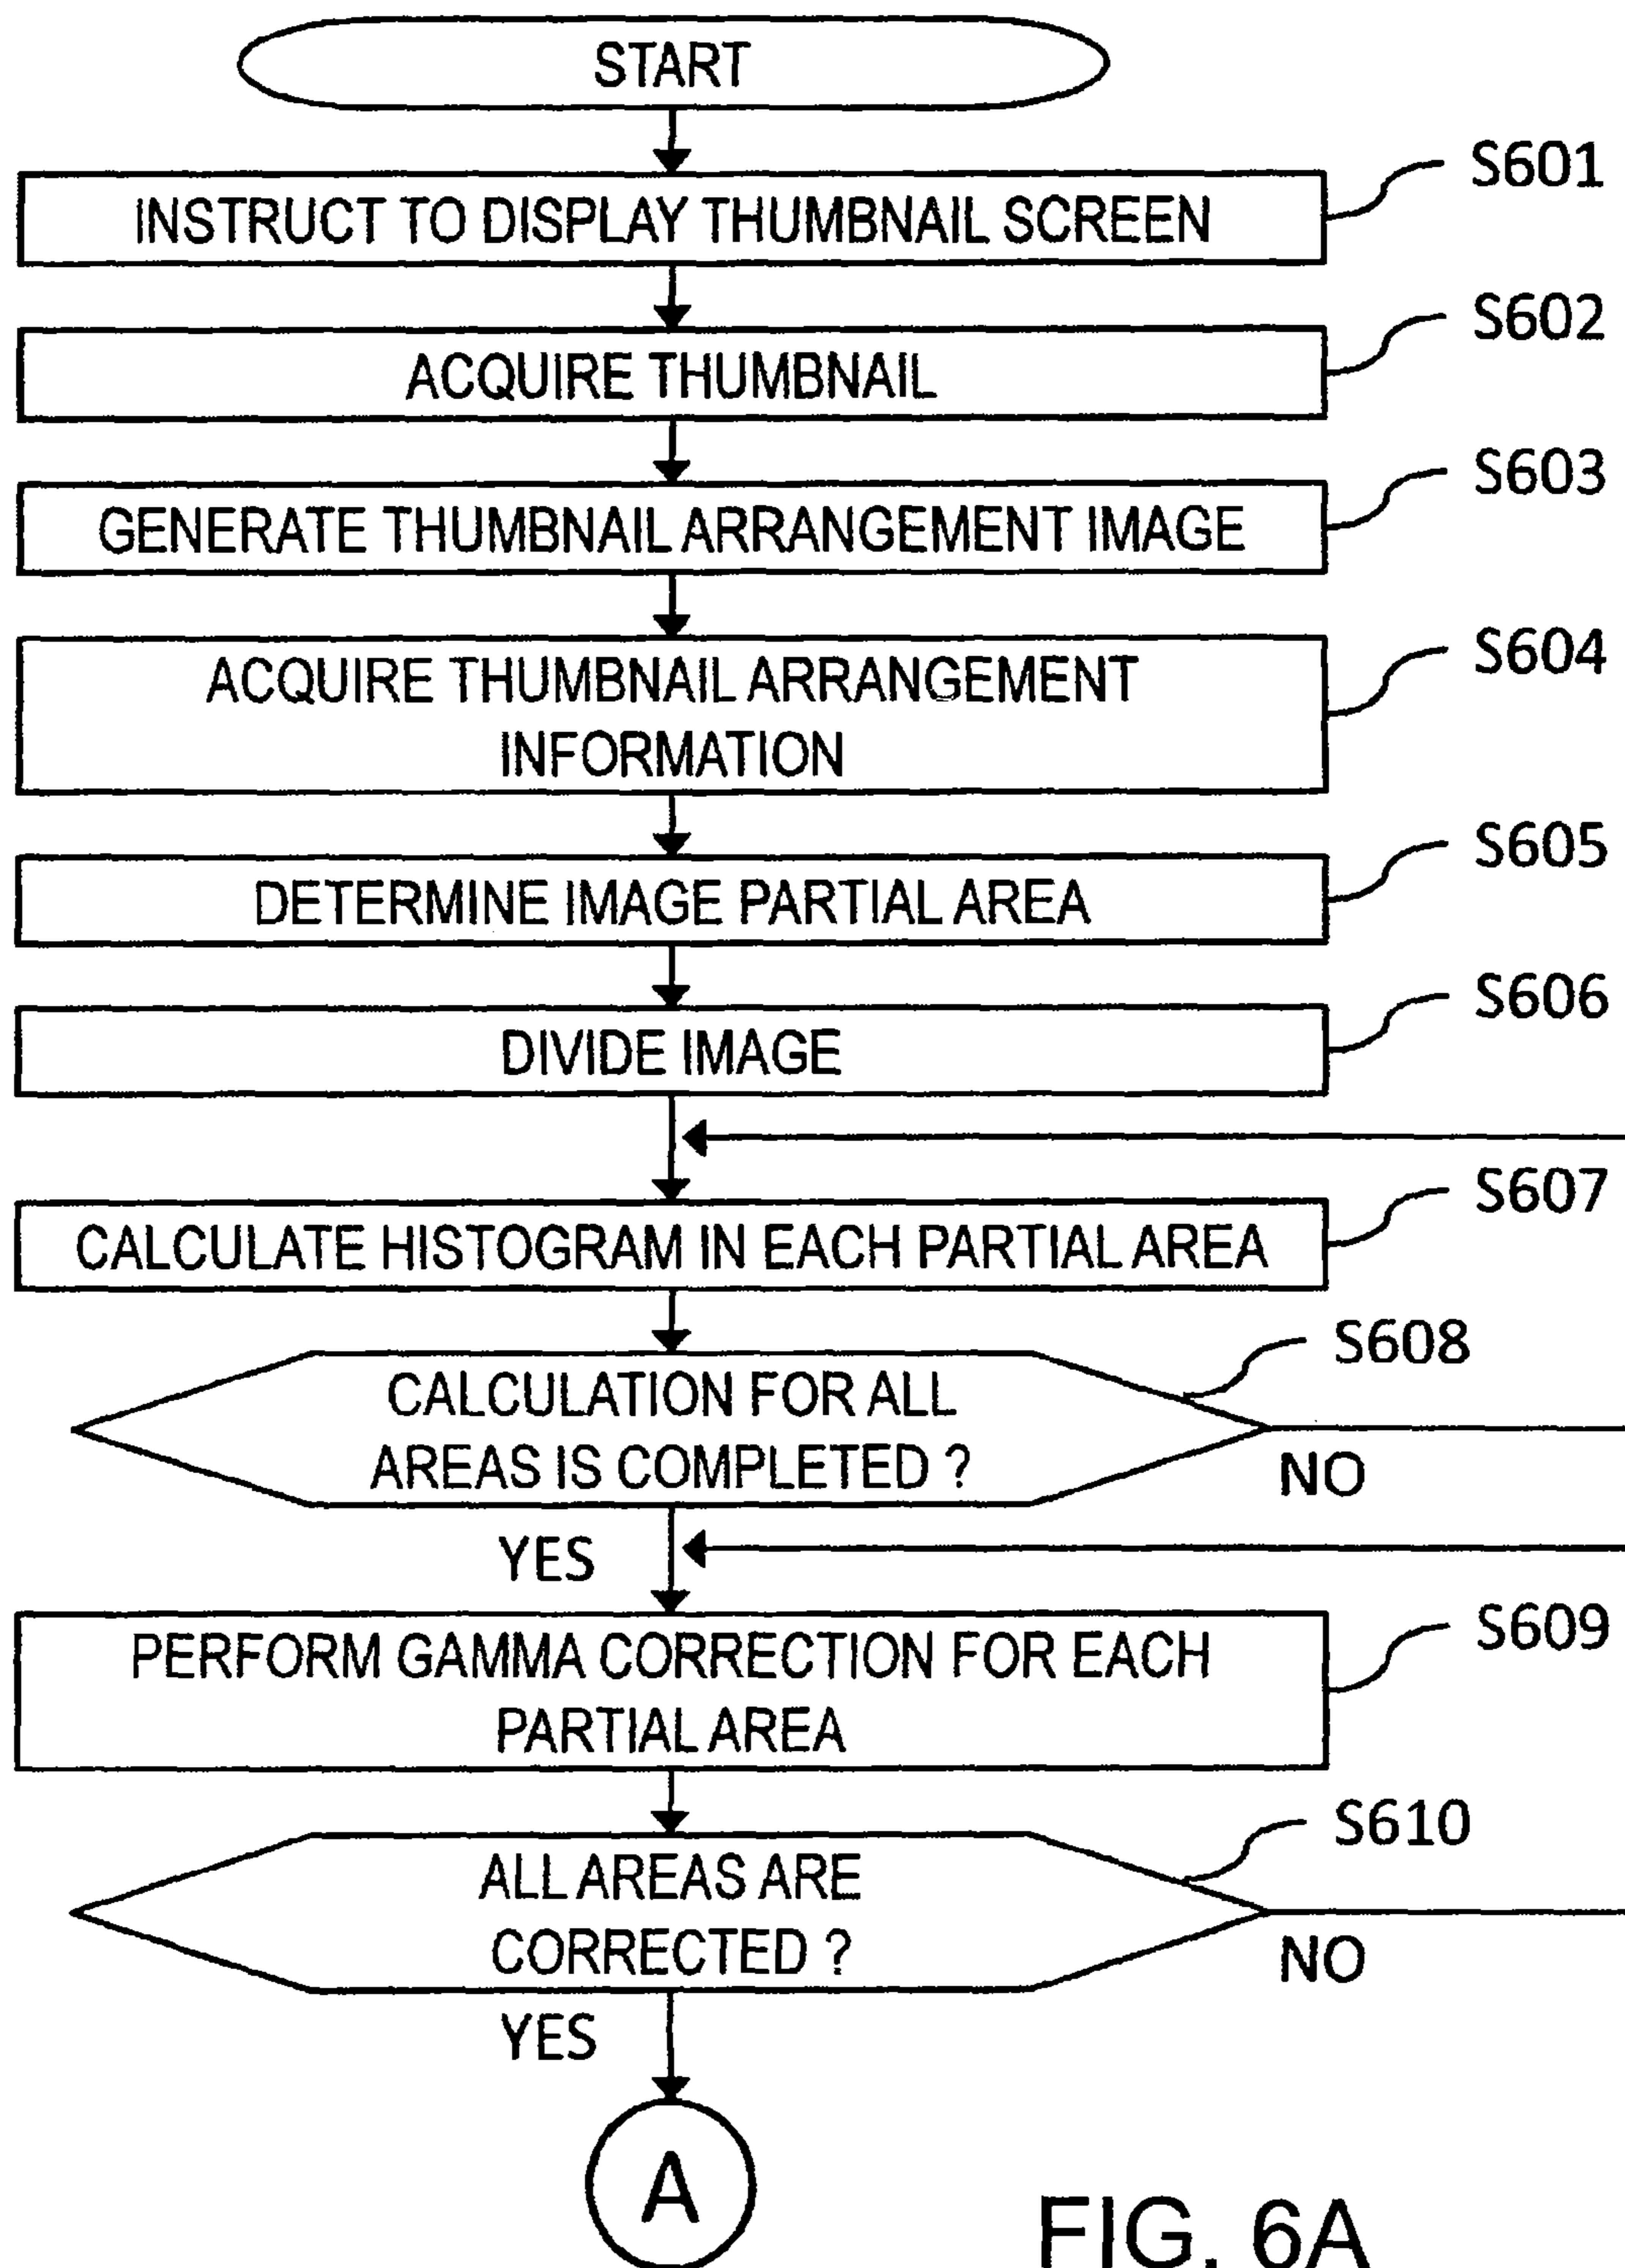 START
S601
INSTRUCT TO DISPLAY THUMBNAIL SCREEN
S602
ACQUIRE THUMBNAIL
S603
GENERATE THUMBNAIL ARRANGEMENT IMAGE
S604
ACQUIRE THUMBNAIL ARRANGEMENT
INFORMATION
S605
DETERMINE IMAGE PARTIAL AREA
S606
DIVIDE IMAGE
S607
CALCULATE HISTOGRAM IN EACH PARTIAL AREA
S608
CALCULATION FOR ALL
AREAS IS COMPLETED ?
NO
YES
S609
PERFORM GAMMA CORRECTION FOR EACH
PARTIAL AREA
S610
ALL AREAS ARE
CORRECTED ?
NO
YES
A
FIG. 6A